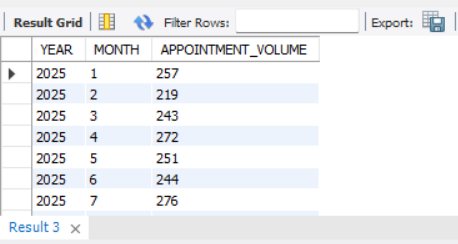 Result Grid Filter Rows: Export:
YEAR MONTH APPOINTMENT_VOLUME
2025 1 257
2025 2 219
2025 3 243
2025 4 272
2025 5 251
2025 6 244
2025 7 276
Result 3 ×